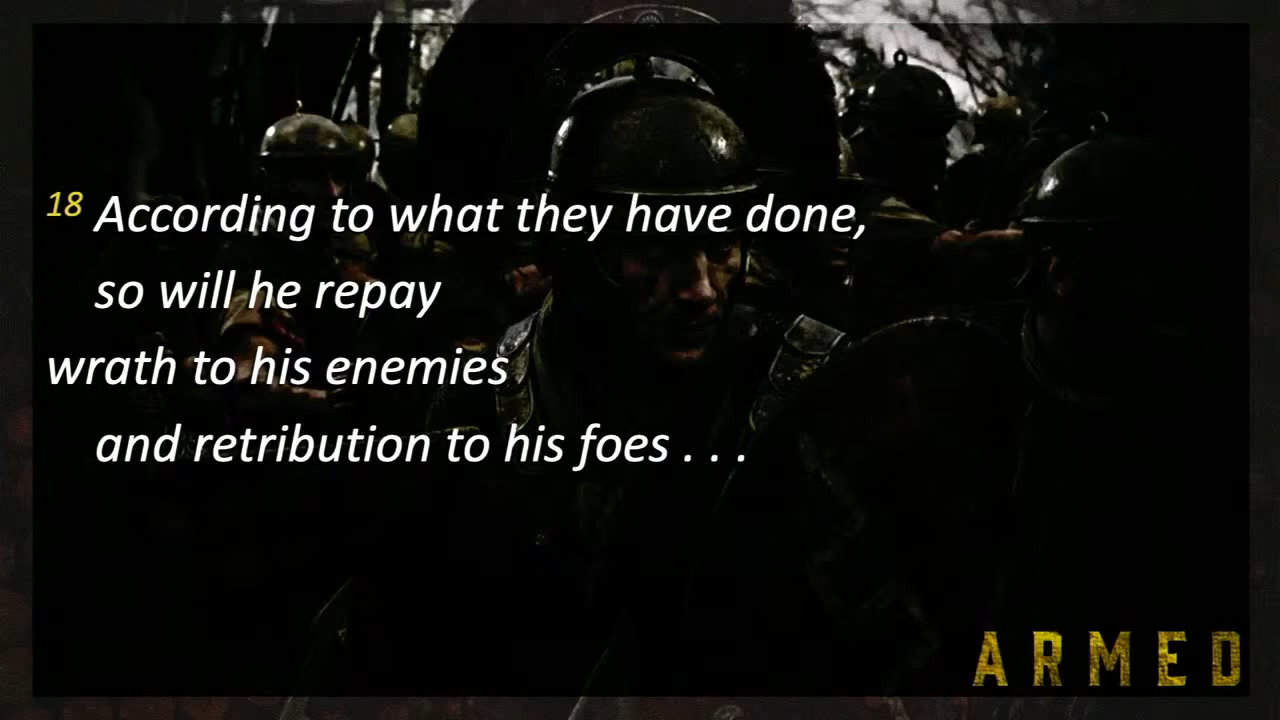 18 According to what they have done,
so will he repay
wrath to his enemies
and retribution to his foes . . .
ARMED